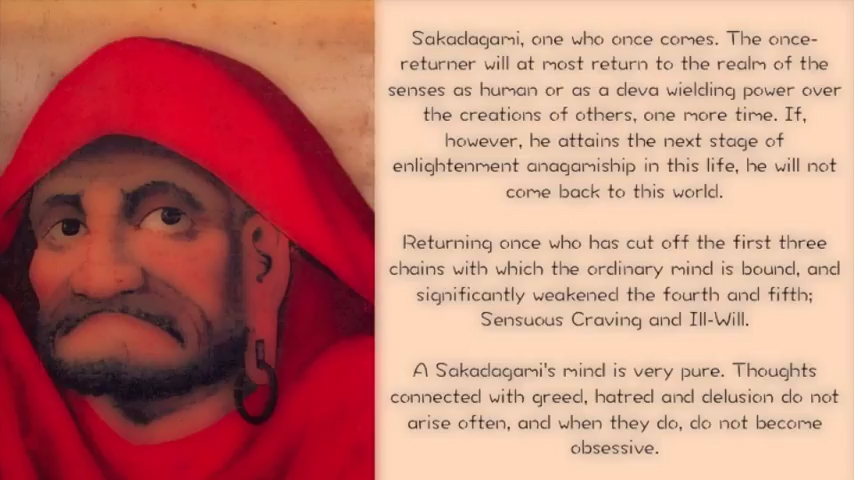 Sakadagami, one who once comes. The once-
returner will at most return to the realm of the
senses as human or as a deva wielding power over
the creations of others, one more time. If,
however, he attains the next stage of
enlightenment anagamiship in this life, he will not
come back to this world.
Returning once who has cut off the first three
chains with which the ordinary mind is bound, and
significantly weakened the fourth and fifth;
Sensuous Craving and Ill-Will.
A Sakadagami's mind is very pure. Thoughts
connected with greed, hatred and delusion do not
arise often, and when they do, do not become
obsessive.